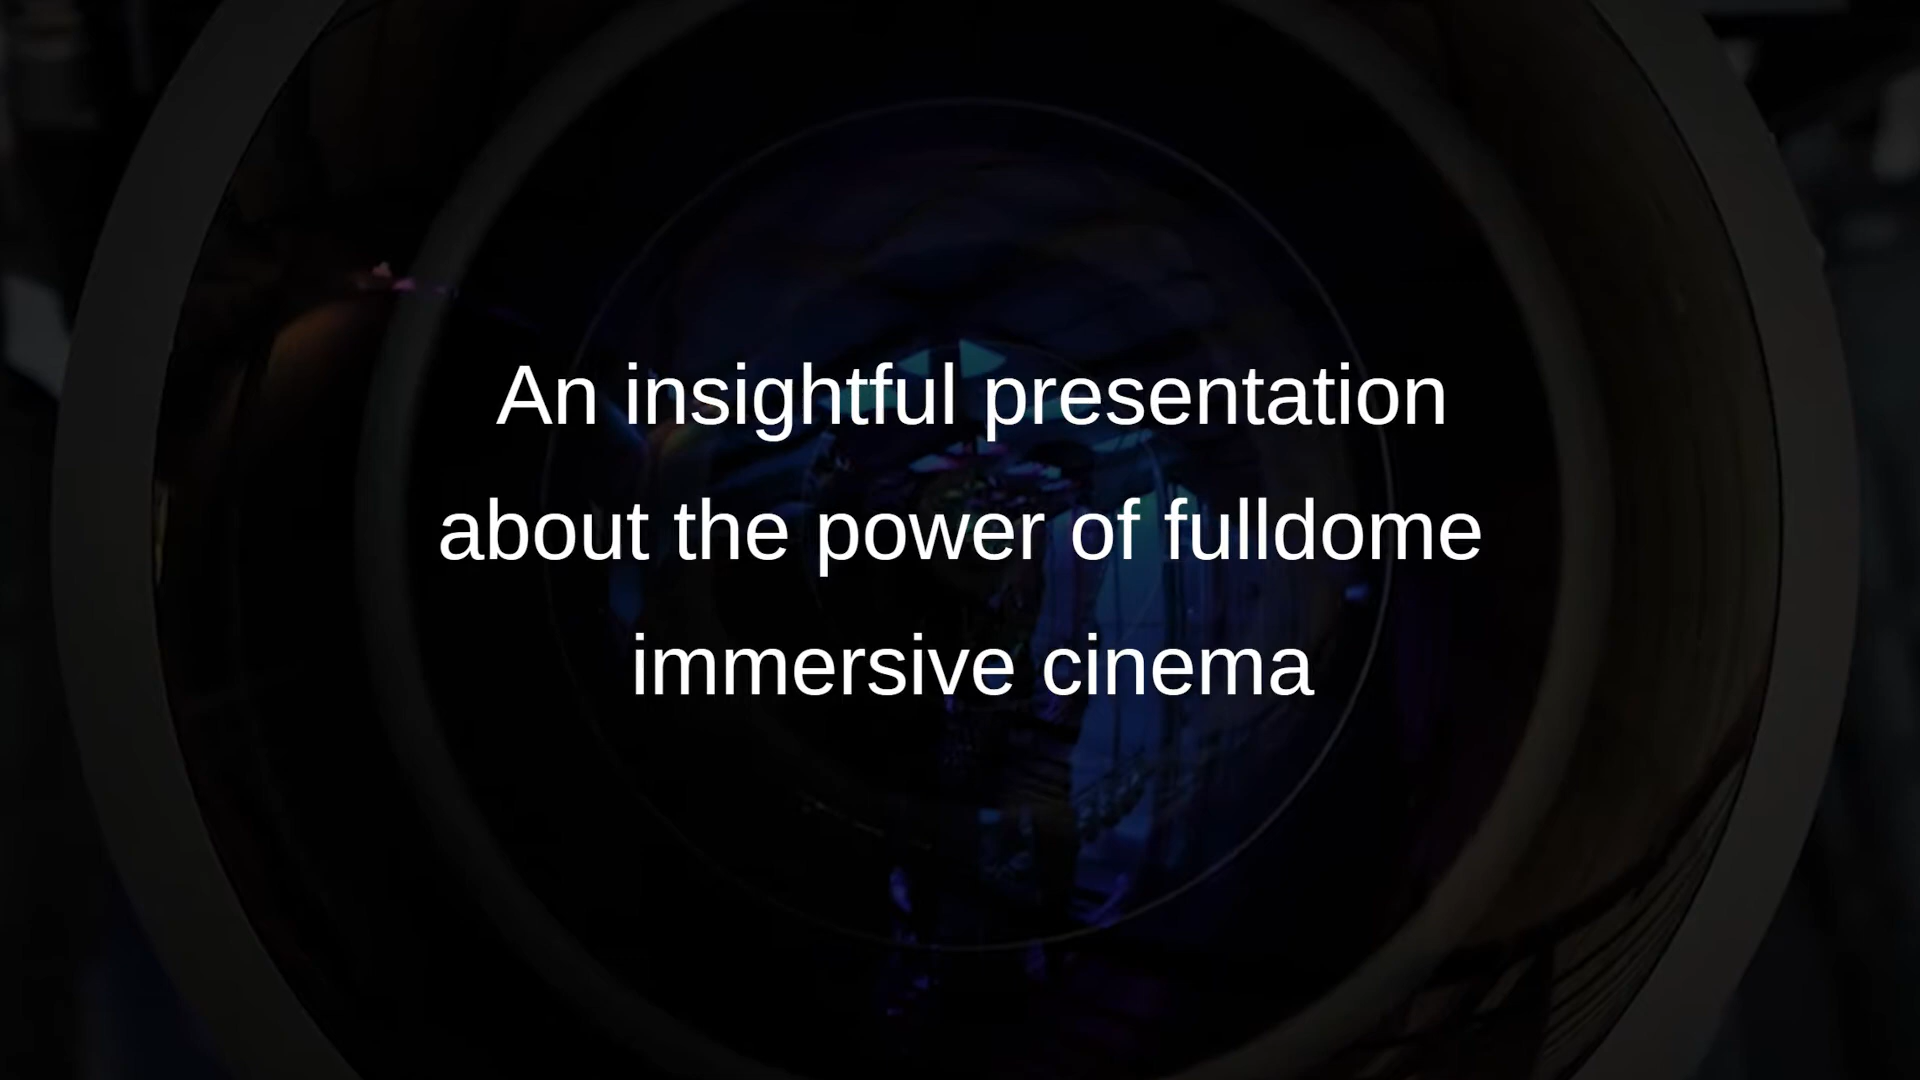 An insightful presentation
about the power of fulldome
immersive cinema